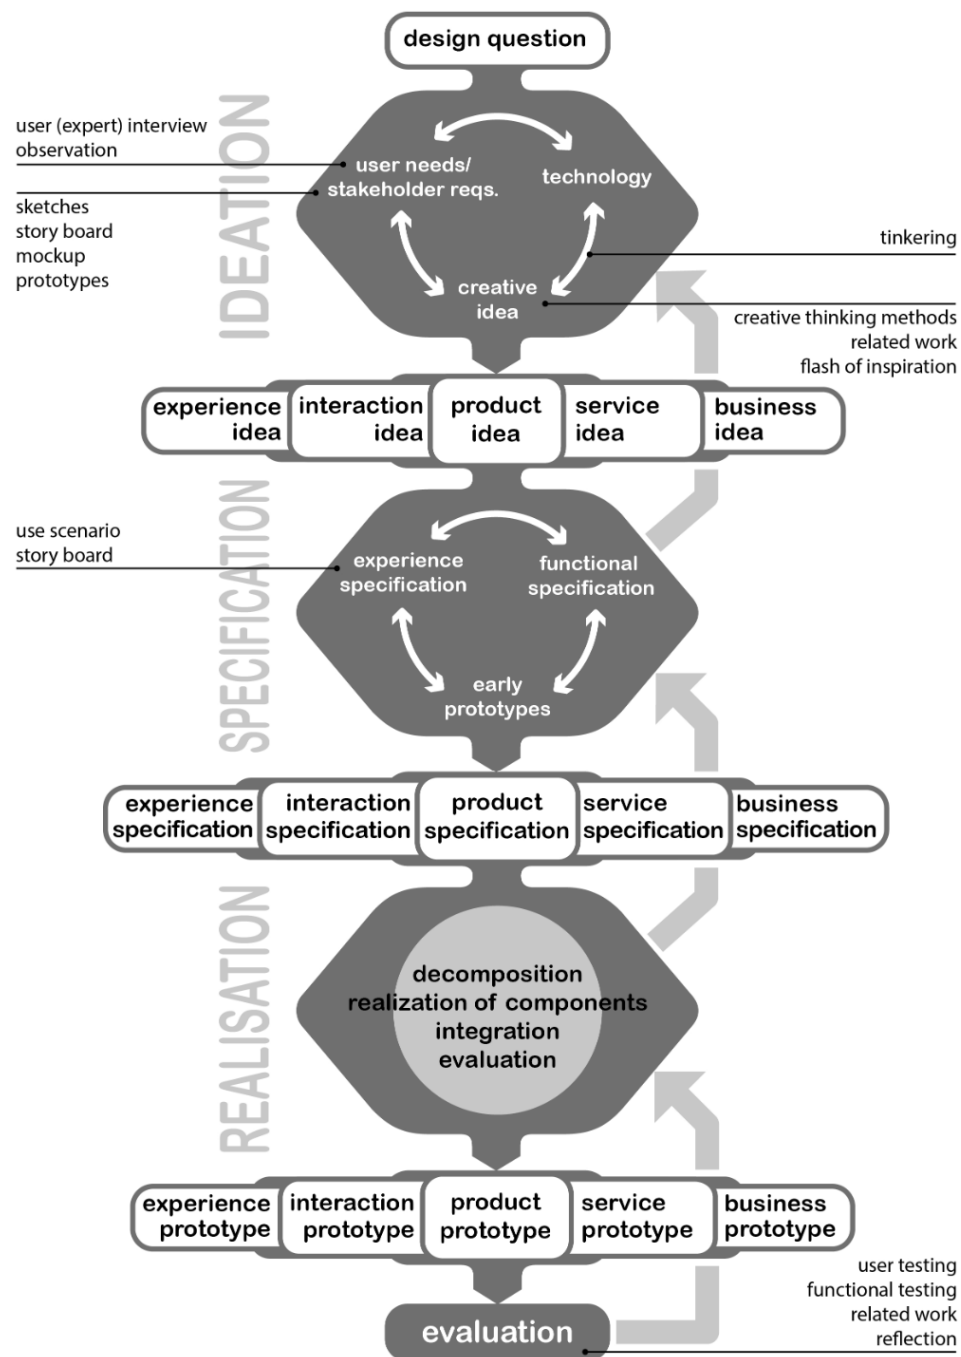 design question
IDEATION
user (expert) interview
observation
sketches
story board
mockup
prototypes
user needs/
stakeholder reqs.
technology
creative
idea
tinkering
creative thinking methods
related work
flash of inspiration
experience
idea
interaction
idea
product
idea
service
idea
business
idea
SPECIFICATION
use scenario
story board
experience
specification
functional
specification
early
prototypes
experience
specification
interaction
specification
product
specification
service
specification
business
specification
REALISATION
decomposition
realization of components
integration
evaluation
experience
prototype
interaction
prototype
product
prototype
service
prototype
business
prototype
evaluation
user testing
functional testing
related work
reflection